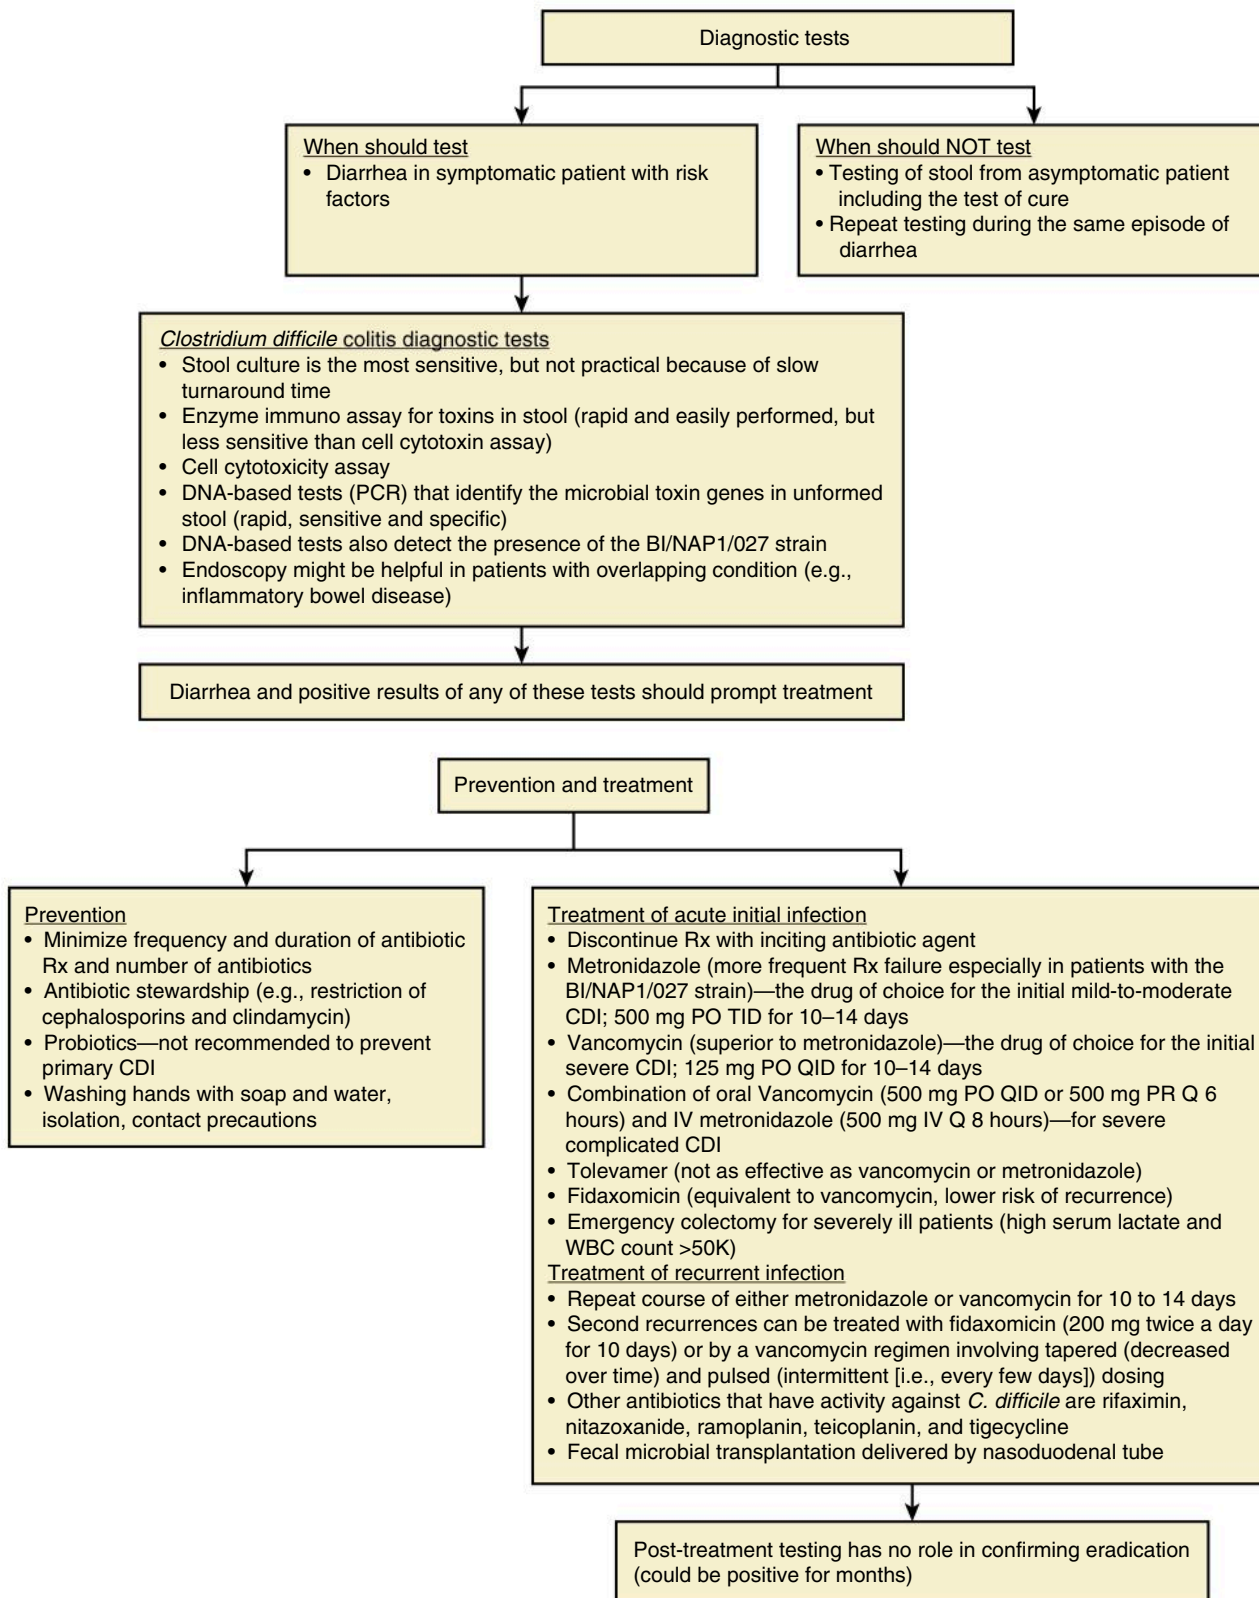 Diagnostic tests
When should test
• Diarrhea in symptomatic patient with risk
factors
When should NOT test
• Testing of stool from asymptomatic patient
including the test of cure
• Repeat testing during the same episode of
diarrhea
Clostridium difficile colitis diagnostic tests
• Stool culture is the most sensitive, but not practical because of slow
turnaround time
• Enzyme immuno assay for toxins in stool (rapid and easily performed, but
less sensitive than cell cytotoxin assay)
• Cell cytotoxicity assay
• DNA-based tests (PCR) that identify the microbial toxin genes in unformed
stool (rapid, sensitive and specific)
• DNA-based tests also detect the presence of the BI/NAP1/027 strain
• Endoscopy might be helpful in patients with overlapping condition (e.g.,
inflammatory bowel disease)
Diarrhea and positive results of any of these tests should prompt treatment
Prevention and treatment
Prevention
• Minimize frequency and duration of antibiotic
Rx and number of antibiotics
• Antibiotic stewardship (e.g., restriction of
cephalosporins and clindamycin)
• Probiotics—not recommended to prevent
primary CDI
• Washing hands with soap and water,
isolation, contact precautions
Treatment of acute initial infection
• Discontinue Rx with inciting antibiotic agent
• Metronidazole (more frequent Rx failure especially in patients with the
BI/NAP1/027 strain)—the drug of choice for the initial mild-to-moderate
CDI; 500 mg PO TID for 10–14 days
• Vancomycin (superior to metronidazole)—the drug of choice for the initial
severe CDI; 125 mg PO QID for 10–14 days
• Combination of oral Vancomycin (500 mg PO QID or 500 mg PR Q 6
hours) and IV metronidazole (500 mg IV Q 8 hours)—for severe
complicated CDI
• Tolevamer (not as effective as vancomycin or metronidazole)
• Fidaxomicin (equivalent to vancomycin, lower risk of recurrence)
• Emergency colectomy for severely ill patients (high serum lactate and
WBC count >50K)
Treatment of recurrent infection
• Repeat course of either metronidazole or vancomycin for 10 to 14 days
• Second recurrences can be treated with fidaxomicin (200 mg twice a day
for 10 days) or by a vancomycin regimen involving tapered (decreased
over time) and pulsed (intermittent [i.e., every few days]) dosing
• Other antibiotics that have activity against C. difficile are rifaximin,
nitazoxanide, ramoplanin, teicoplanin, and tigecycline
• Fecal microbial transplantation delivered by nasoduodenal tube
Post-treatment testing has no role in confirming eradication
(could be positive for months)